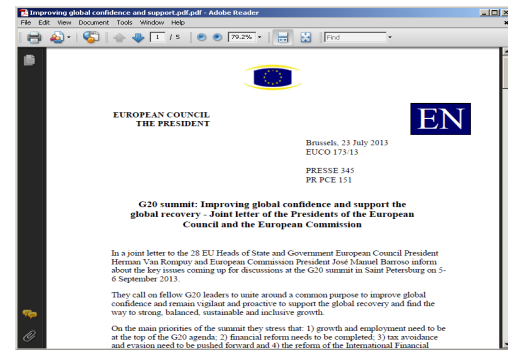 Improving global confidence and support.pdf.pdf - Adobe Reader
File Edit View Document Tools Window Help
1 / 5 79.2% Find
EUROPEAN COUNCIL
THE PRESIDENT
EN
Brussels, 23 July 2013
EUCO 173/13
PRESSE 345
PR PCE 151
G20 summit: Improving global confidence and support the
global recovery - Joint letter of the Presidents of the European
Council and the European Commission
In a joint letter to the 28 EU Heads of State and Government European Council President
Herman Van Rompuy and European Commission President José Manuel Barroso inform
about the key issues coming up for discussions at the G20 summit in Saint Petersburg on 5-
6 September 2013.
They call on fellow G20 leaders to unite around a common purpose to improve global
confidence and remain vigilant and proactive to support the global recovery and find the
way to strong, balanced, sustainable and inclusive growth.
On the main priorities of the summit they stress that: 1) growth and employment need to be
at the top of the G20 agenda; 2) financial reform needs to be completed; 3) tax avoidance
and evasion need to be pushed forward and 4) the reform of the International Financial